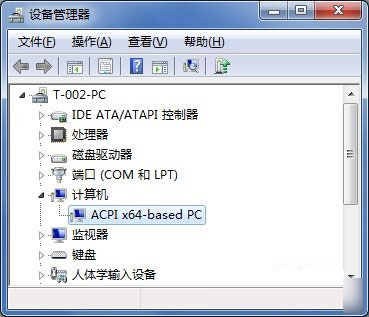 设备管理器
文件(F) 操作(A) 查看(V) 帮助(H)
T-002-PC
IDE ATA/ATAPI 控制器
处理器
磁盘驱动器
端口 (COM 和 LPT)
计算机
ACPI x64-based PC
监视器
键盘
人体学输入设备